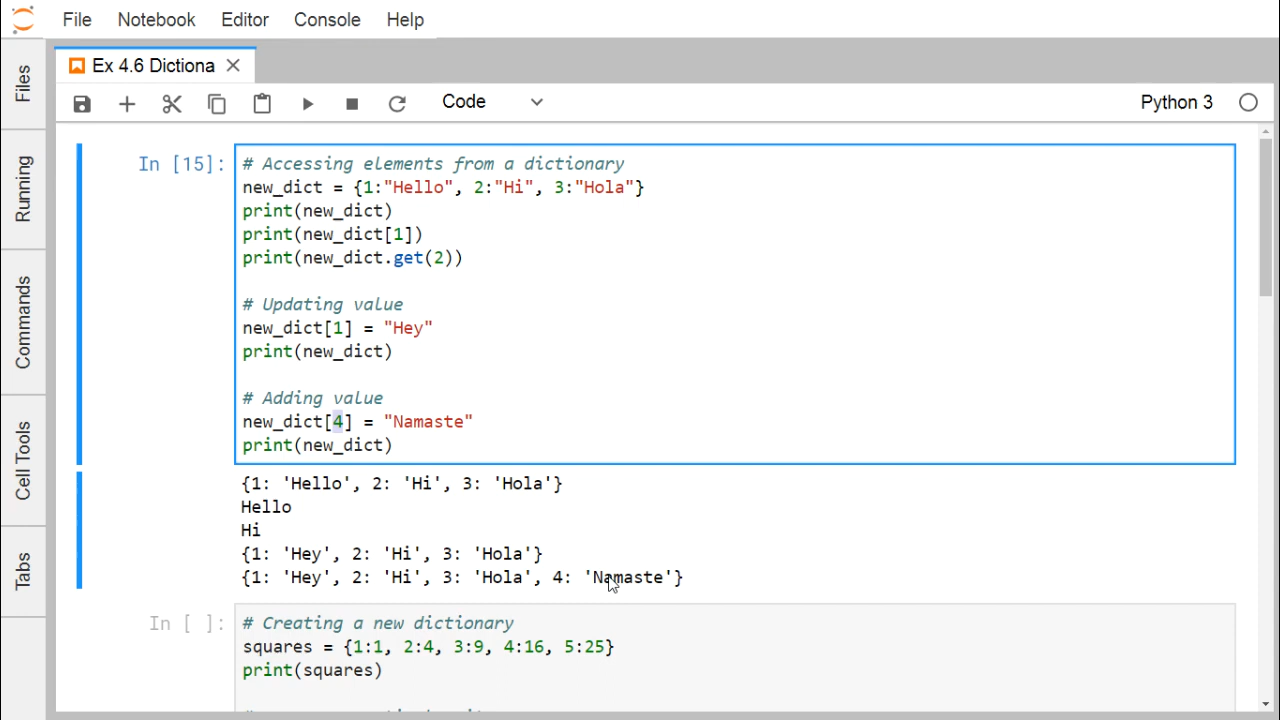 File Notebook Editor Console Help
Ex 4.6 Dictiona
Code Python 3
Files
Running
Commands
Cell Tools
Tabs
In [15]:
# Accessing elements from a dictionary
new_dict = {1:"Hello", 2:"Hi", 3:"Hola"}
print(new_dict)
print(new_dict[1])
print(new_dict.get(2))
# Updating value
new_dict[1] = "Hey"
print(new_dict)
# Adding value
new_dict[4] = "Namaste"
print(new_dict)
{1: 'Hello', 2: 'Hi', 3: 'Hola'}
Hello
Hi
{1: 'Hey', 2: 'Hi', 3: 'Hola'}
{1: 'Hey', 2: 'Hi', 3: 'Hola', 4: 'Namaste'}
In [ ]:
# Creating a new dictionary
squares = {1:1, 2:4, 3:9, 4:16, 5:25}
print(squares)